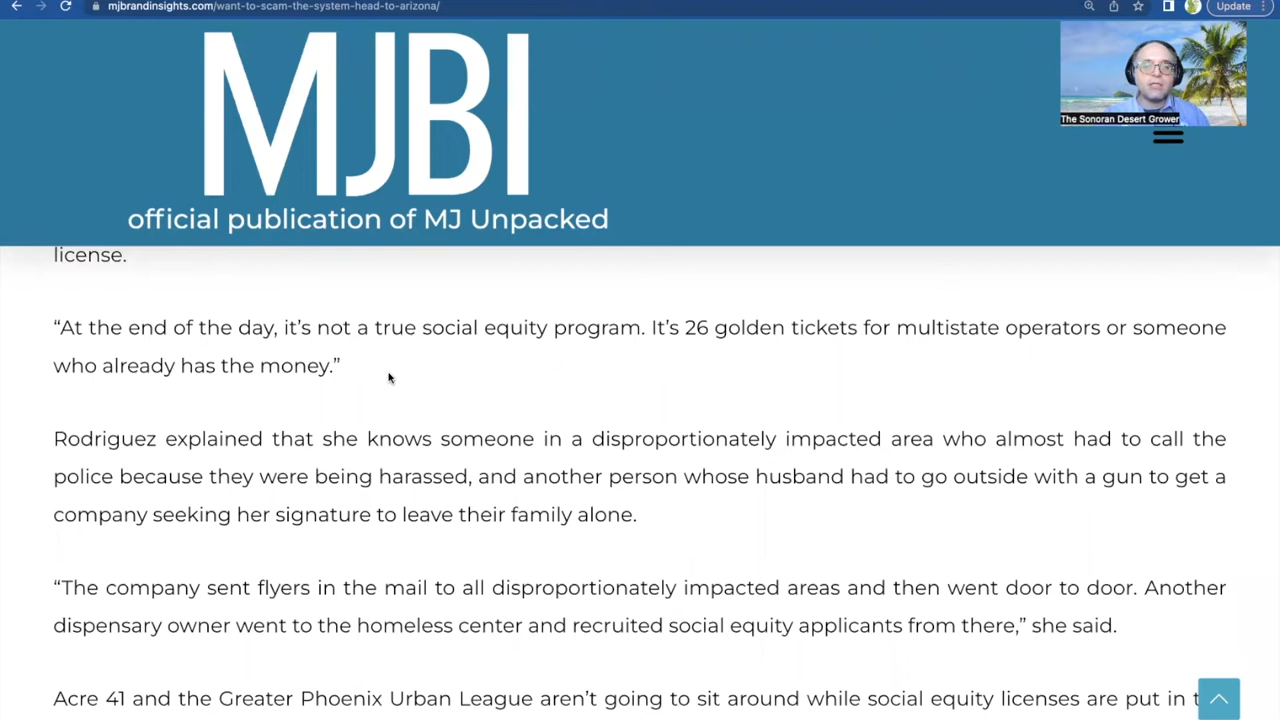 mjbrandinsights.com/want-to-scam-the-system-head-to-arizona/
Update
MJBI
official publication of MJ Unpacked
The Sonoran Desert Grower
license.
“At the end of the day, it’s not a true social equity program. It’s 26 golden tickets for multistate operators or someone
who already has the money.”
Rodriguez explained that she knows someone in a disproportionately impacted area who almost had to call the
police because they were being harassed, and another person whose husband had to go outside with a gun to get a
company seeking her signature to leave their family alone.
“The company sent flyers in the mail to all disproportionately impacted areas and then went door to door. Another
dispensary owner went to the homeless center and recruited social equity applicants from there,” she said.
Acre 41 and the Greater Phoenix Urban League aren’t going to sit around while social equity licenses are put in